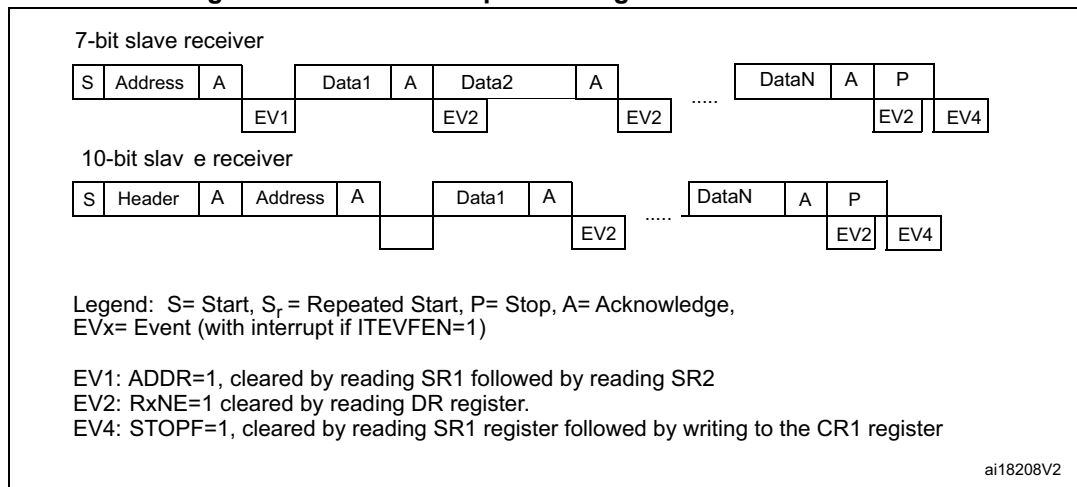 7-bit slave receiver
S Address A Data1 A Data2 A ..... DataN A P
EV1 EV2 EV2 EV2 EV4
10-bit slav e receiver
S Header A Address A Data1 A ..... DataN A P
EV2 EV2 EV4
Legend: S= Start, Sr = Repeated Start, P= Stop, A= Acknowledge,
EVx= Event (with interrupt if ITEVFEN=1)
EV1: ADDR=1, cleared by reading SR1 followed by reading SR2
EV2: RxNE=1 cleared by reading DR register.
EV4: STOPF=1, cleared by reading SR1 register followed by writing to the CR1 register
ai18208V2